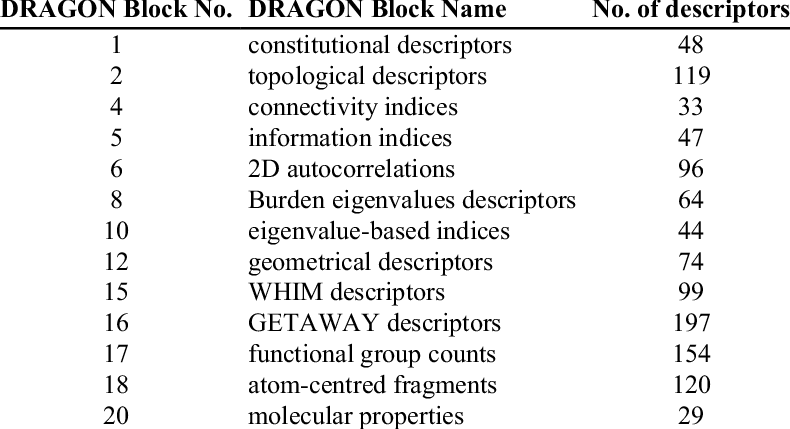 DRAGON Block No. DRAGON Block Name No. of descriptors
1 constitutional descriptors 48
2 topological descriptors 119
4 connectivity indices 33
5 information indices 47
6 2D autocorrelations 96
8 Burden eigenvalues descriptors 64
10 eigenvalue-based indices 44
12 geometrical descriptors 74
15 WHIM descriptors 99
16 GETAWAY descriptors 197
17 functional group counts 154
18 atom-centred fragments 120
20 molecular properties 29